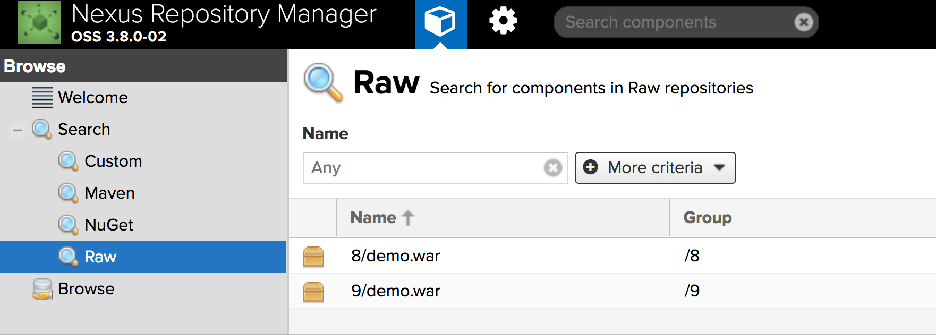 Nexus Repository Manager
OSS 3.8.0-02
Search components
Browse
Welcome
Search
Custom
Maven
NuGet
Raw
Browse
Raw Search for components in Raw repositories
Name
Any
More criteria
Name Group
8/demo.war /8
9/demo.war /9